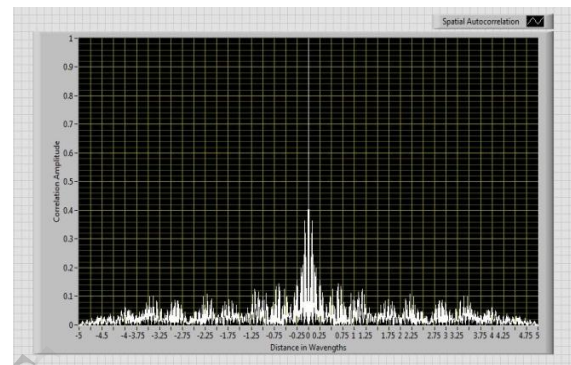 Spatial Autocorrelation
1-
0.9-
0.8-
0.7-
0.6-
0.5-
0.4-
0.3-
0.2-
0.1-
0-
Correlation Amplitude
-5 -4.5 -4 -3.75 -3.25 -2.75 -2.25 -1.75 -1.25 -0.75 -0.25 0 0.25 0.75 1 1.25 1.75 2 2.25 2.75 3 3.25 3.75 4 4.25 4.75 5
Distance in Wavengths